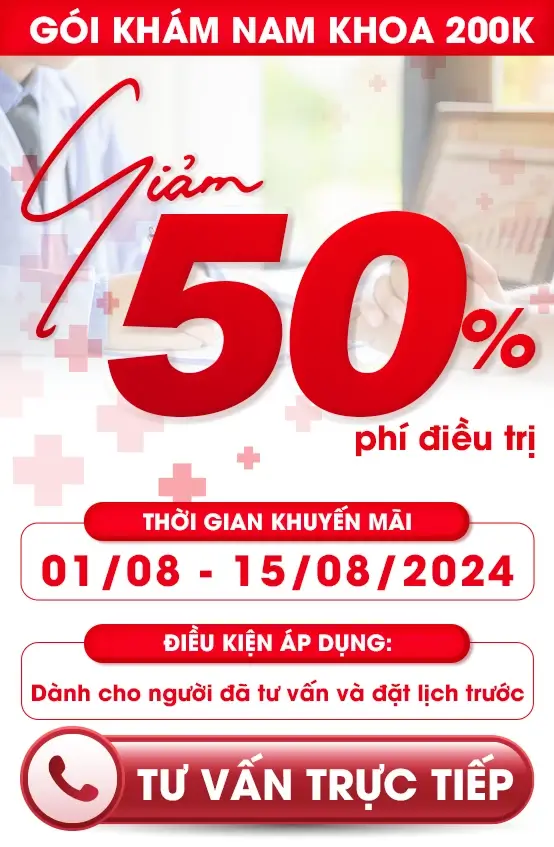 GÓI KHÁM NAM KHOA 200K
Giảm
50%
phí điều trị
THỜI GIAN KHUYẾN MÃI
01/08 - 15/08/2024
ĐIỀU KIỆN ÁP DỤNG:
Dành cho người đã tư vấn và đặt lịch trước
TƯ VẤN TRỰC TIẾP